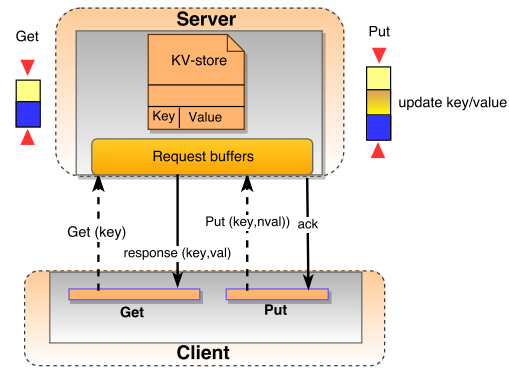 Server
Get
Put
KV-store
Key Value
update key/value
Request buffers
Get (key)
Put (key,nval))
ack
response (key,val)
Get
Put
Client